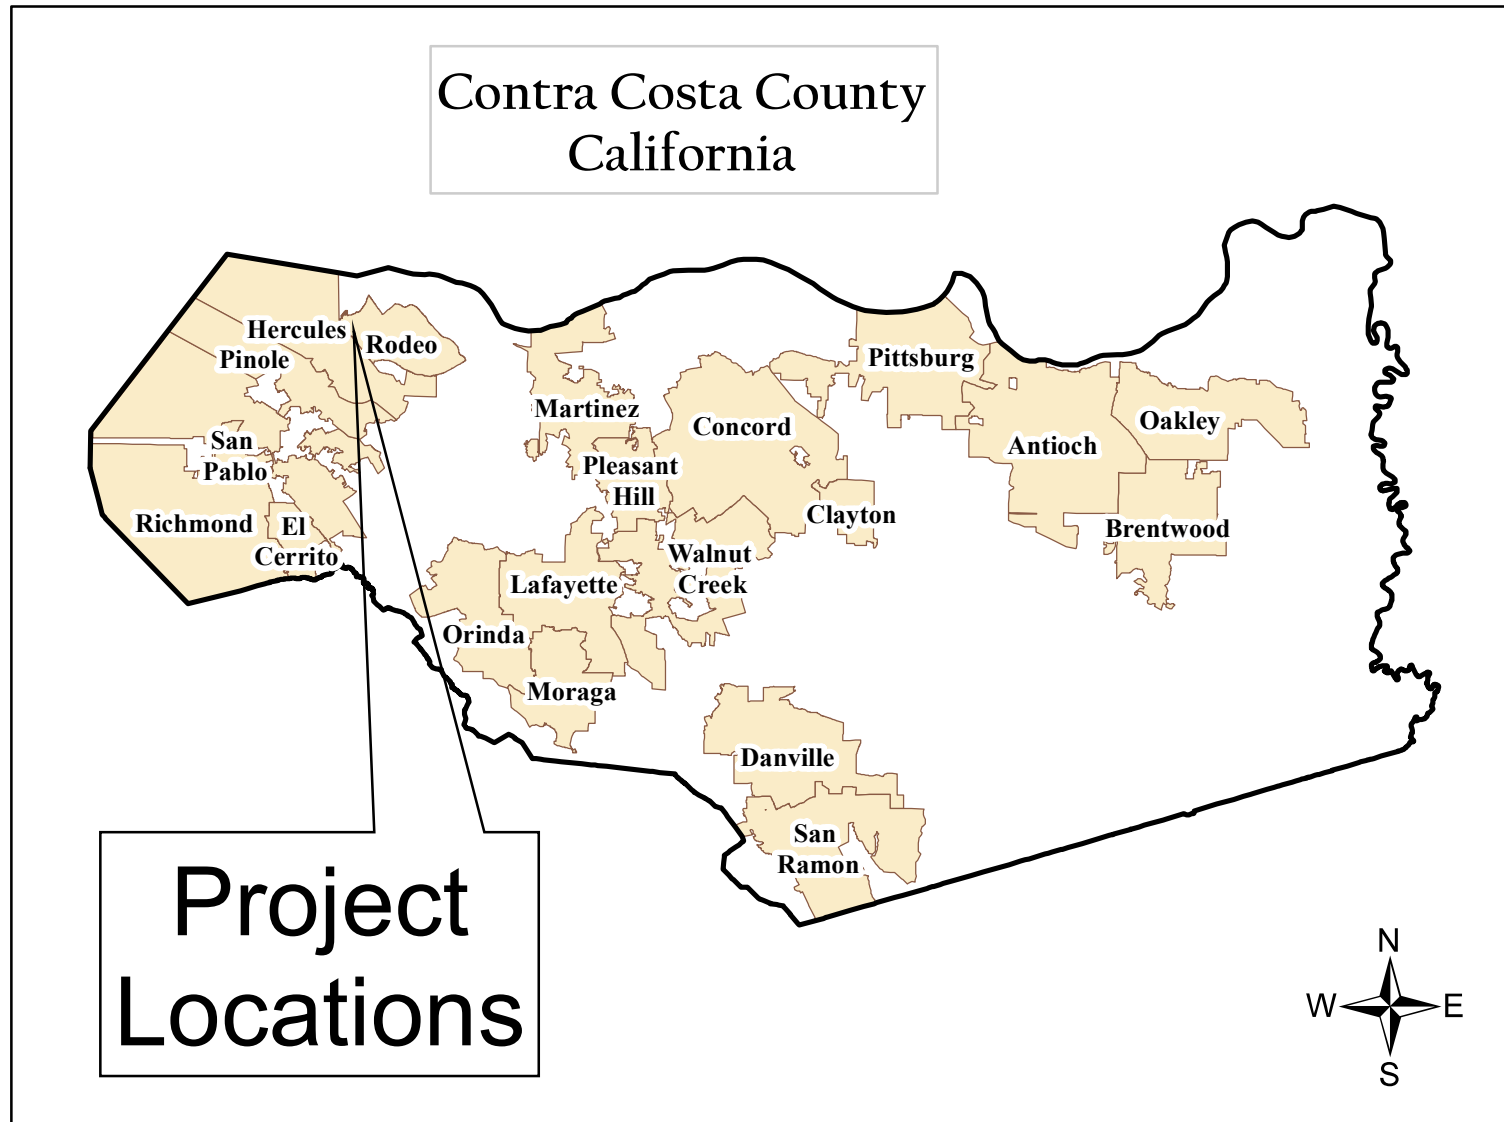 Contra Costa County
California
Hercules
Rodeo
Pinole
Pittsburg
Martinez
Concord
Oakley
San
Pablo
Antioch
Pleasant
Hill
Richmond
El
Cerrito
Clayton
Brentwood
Walnut
Creek
Lafayette
Orinda
Moraga
Danville
San
Ramon
Project
Locations
N
W
E
S